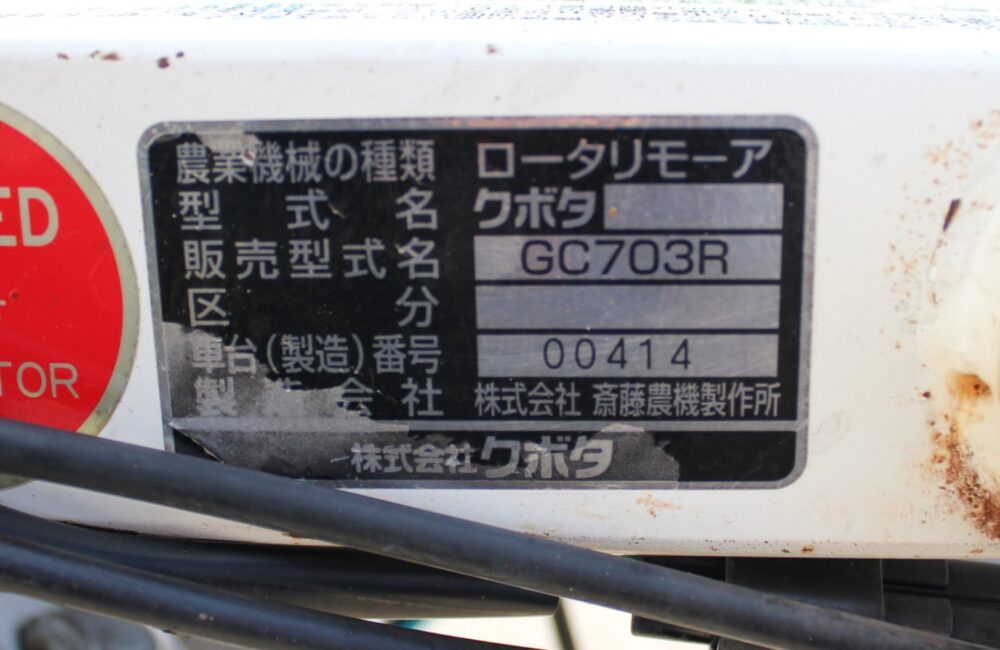 農業機械の種類 ロータリモーア
型式名 クボタ
販売型式名 GC703R
区分
車台(製造)番号 00414
製造会社 株式会社 斎藤農機製作所
株式会社クボタ
ED
TOR